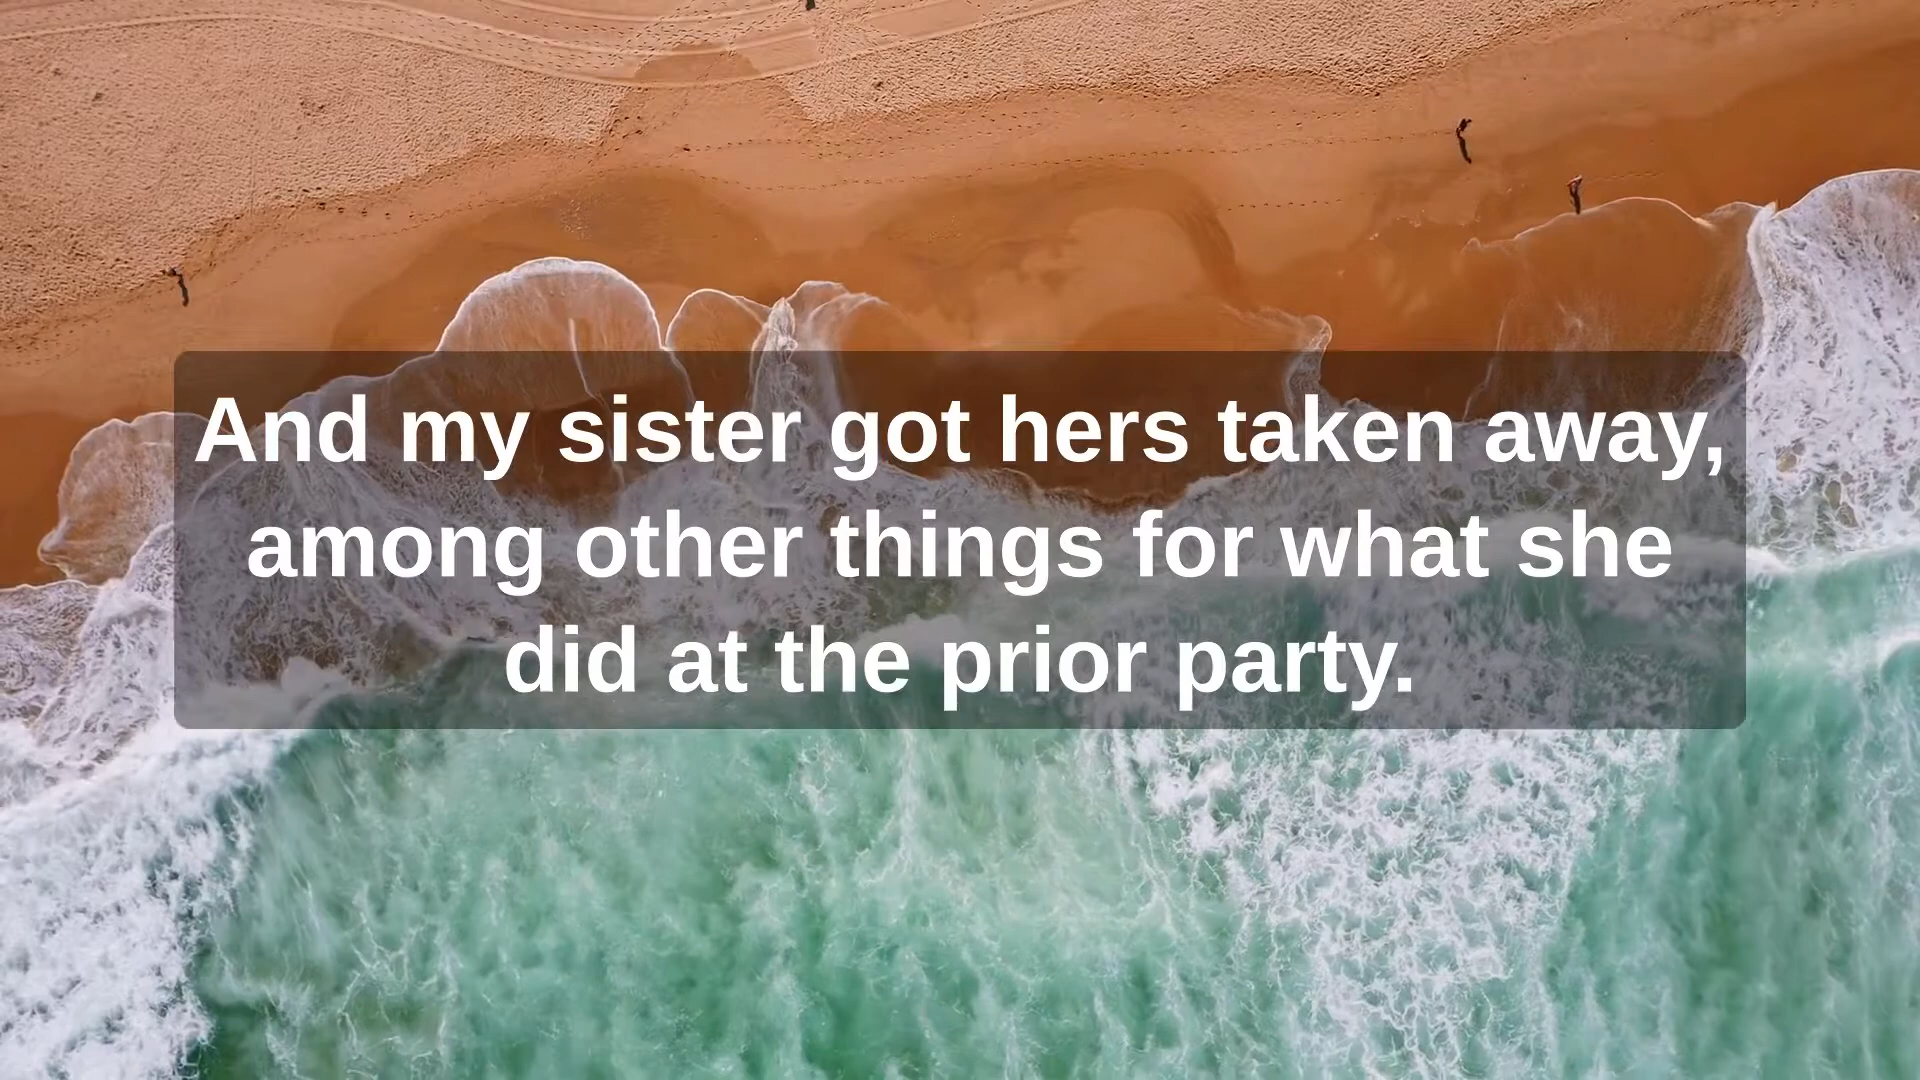 And my sister got hers taken away,
among other things for what she
did at the prior party.